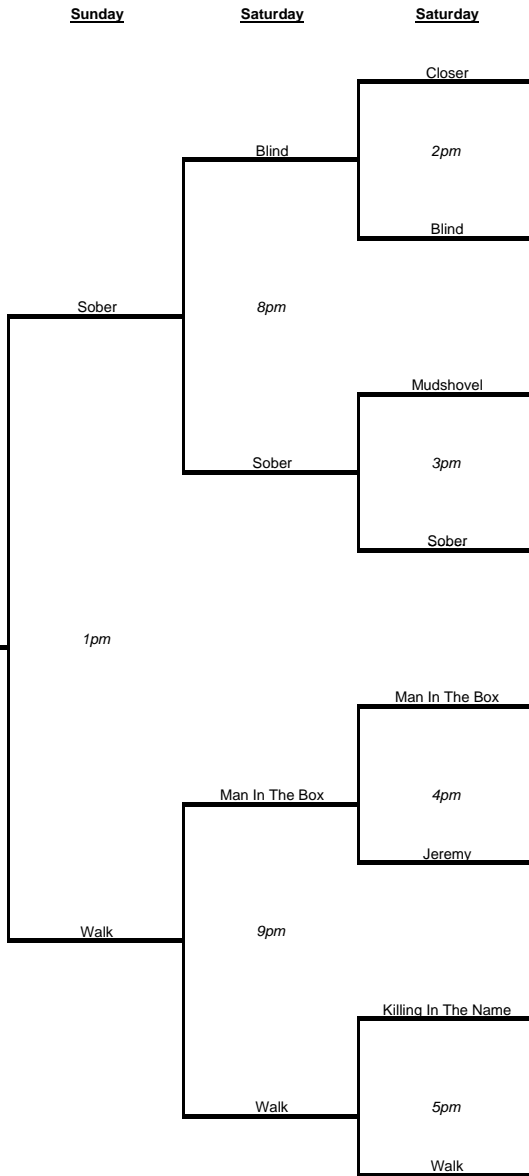 Sunday Saturday Saturday
Closer
Blind 2pm
Blind
Sober 8pm
Mudshovel
Sober 3pm
Sober
1pm
Man In The Box
Man In The Box 4pm
Jeremy
Walk 9pm
Killing In The Name
Walk 5pm
Walk